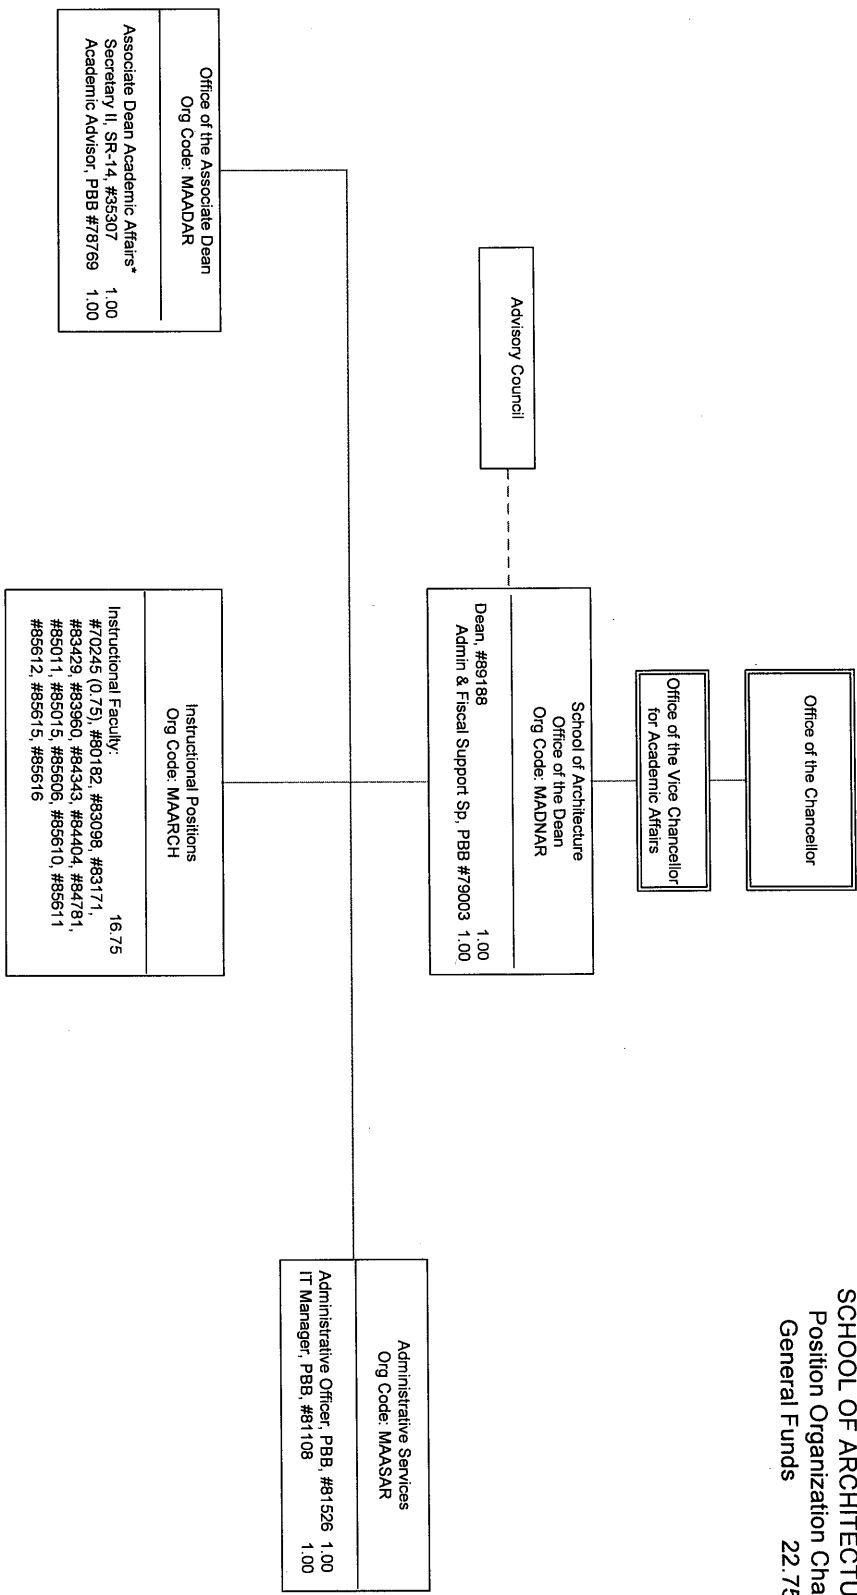 SCHOOL OF ARCHITECTU
Position Organization Cha
General Funds 22.75
Office of the Chancellor
Office of the Vice Chancellor
for Academic Affairs
School of Architecture
Office of the Dean
Org Code: MADNAR
Dean, #89188 1.00
Admin & Fiscal Support Sp, PBB #79003 1.00
Advisory Council
Office of the Associate Dean
Org Code: MAADAR
Associate Dean Academic Affairs*
Secretary II, SR-14, #35307 1.00
Academic Advisor, PBB #78769 1.00
Instructional Positions
Org Code: MAARCH
Instructional Faculty: 16.75
#70245 (0.75), #80182, #83098, #83171,
#83429, #83960, #84343, #84404, #84781,
#85011, #85015, #85606, #85610, #85611
#85612, #85615, #85616
Administrative Services
Org Code: MAASAR
Administrative Officer, PBB, #81526 1.00
IT Manager, PBB, #81108 1.00